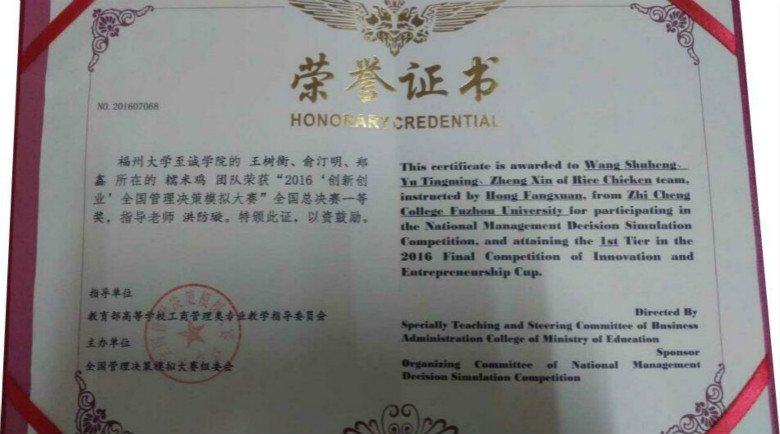 荣誉证书
HONORARY CREDENTIAL
NO. 201607068
福州大学至诚学院的 王树衡、俞汀明、郑
鑫 所在的 糯米鸡 团队荣获“2016‘创新创
业’全国管理决策模拟大赛”全国总决赛一等
奖，指导老师 洪防璇。特颁此证，以资鼓励。
指导单位
教育部高等学校工商管理类专业教学指导委员会
主办单位
全国管理决策模拟大赛组委会
This certificate is awarded to Wang Shuheng、
Yu Tingming、Zheng Xin of Rice Chicken team,
instructed by Hong Fangxuan, from Zhi Cheng
College Fuzhou University for participating in
the National Management Decision Simulation
Competition, and attaining the 1st Tier in the
2016 Final Competition of Innovation and
Entrepreneurship Cup.
Directed By
Specially Teaching and Steering Committee of Business
Administration College of Ministry of Education
Sponsor
Organizing Committee of National Management
Decision Simulation Competition